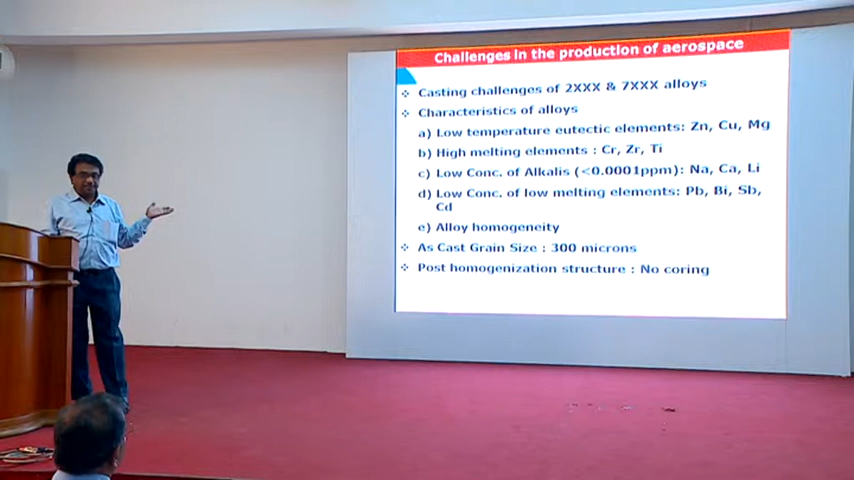 Challenges in the production of aerospace
❖ Casting challenges of 2XXX & 7XXX alloys
❖ Characteristics of alloys
a) Low temperature eutectic elements: Zn, Cu, Mg
b) High melting elements : Cr, Zr, Ti
c) Low Conc. of Alkalis (<0.0001ppm): Na, Ca, Li
d) Low Conc. of low melting elements: Pb, Bi, Sb,
Cd
e) Alloy homogeneity
❖ As Cast Grain Size : 300 microns
❖ Post homogenization structure : No coring